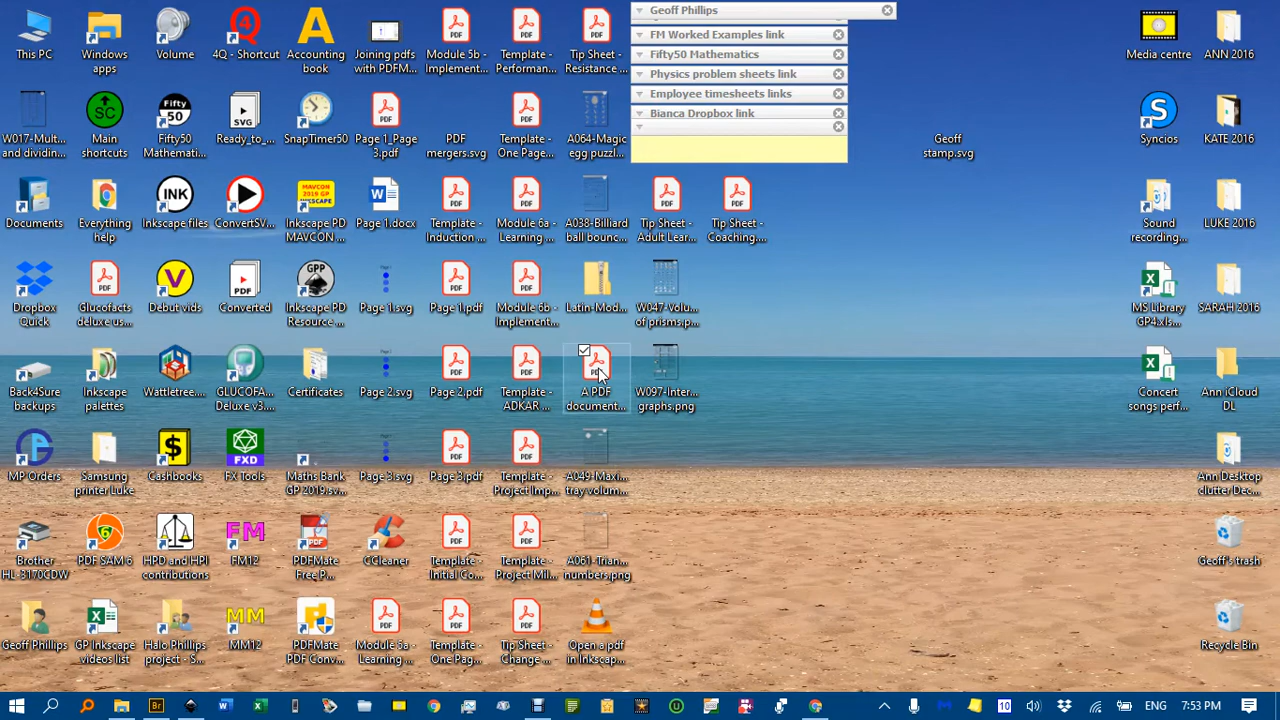 This PC
Windows
apps
Volume
4Q - Shortcut
Accounting
book
Joining pdfs
with PDFM...
Module 5b -
Implement...
Template -
Performan...
Tip Sheet -
Resistance ...
Geoff Phillips
FM Worked Examples link
Fifty50 Mathematics
Physics problem sheets link
Employee timesheets links
Bianca Dropbox link
Media centre
ANN 2016
W017-Mult...
and dividin...
Main
shortcuts
Fifty50
Mathemati...
Ready_to_...
SnapTimer50
Page 1_Page
3.pdf
PDF
mergers.svg
Template -
One Page...
A064-Magic
egg puzzl...
Geoff
stamp.svg
Syncios
KATE 2016
Documents
Everything
help
Inkscape files
ConvertSV...
Inkscape PD
MAVCON ...
Page 1.docx
Template -
Induction ...
Module 6a -
Learning ...
A038-Billiard
ball bounc...
Tip Sheet -
Adult Lear...
Tip Sheet -
Coaching....
Sound
recording...
LUKE 2016
Dropbox
Quick
Glucofacts
deluxe us...
Debut vids
Converted
Inkscape PD
Resource ...
Page 1.svg
Page 1.pdf
Module 6b -
Implement...
Latin-Mod...
W047-Volu...
of prisms.p...
MS Library
GP4.xls...
SARAH 2016
Back4Sure
backups
Inkscape
palettes
Wattletree...
GLUCOFA...
Deluxe v3....
Certificates
Page 2.svg
Page 2.pdf
Template -
ADKAR ...
A PDF
document...
W097-Inter...
graphs.png
Concert
songs perf...
Ann iCloud
DL
MP Orders
Samsung
printer Luke
Cashbooks
FX Tools
Maths Bank
GP 2019.sv...
Page 3.svg
Page 3.pdf
Template -
Project Imp...
A049-Maxi...
tray volum...
Ann Desktop
clutter Dec...
Brother
HL-3170CDW
PDF SAM 6
HPD and HPI
contributions
FM12
PDFMate
Free P...
CCleaner
Template -
Initial Co...
Template -
Project Mil...
A061-Trian...
numbers.png
Geoff's trash
Geoff Phillips
GP Inkscape
videos list
Halo Phillips
project - S...
MM12
PDFMate
PDF Conv...
Module 5a -
Learning ...
Template -
One Pag...
Tip Sheet -
Change ...
Open a pdf
in Inkscap...
Recycle Bin
7:53 PM